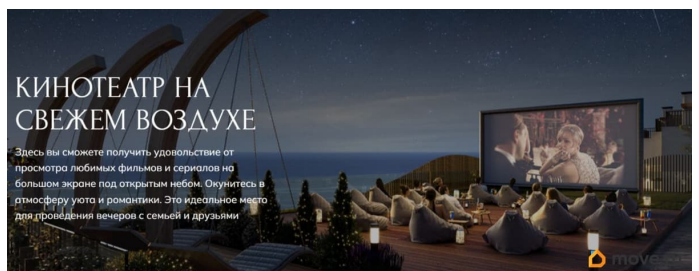 КИНОТЕАТР НА
СВЕЖЕМ ВОЗДУХЕ
Здесь вы сможете получить удовольствие от
просмотра любимых фильмов и сериалов на
большом экране под открытым небом. Окунитесь в
атмосферу уюта и романтики. Это идеальное место
для проведения вечеров с семьей и друзьями